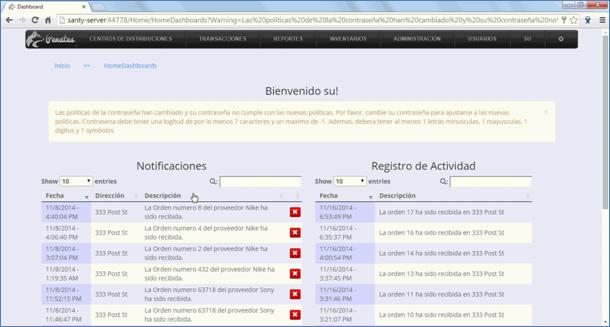 Dashboard
santy-server:44778/Home/HomeDashboards?Warning=Las%20politicas%20de%20la%20contraseña%20han%20cambiado%20y%20su%20contraseña%20no!
Penates
CENTROS DE DISTRIBUCIONES TRANSACCIONES REPORTES INVENTARIOS ADMINISTRACIÓN USUARIOS SU
Inicio => HomeDashboards
Bienvenido su!
Las politicas de la contraseña han cambiado y su contraseña no cumple con las nuevas politicas. Por favor, cambie su contraseña para ajustarse a las nuevas
politicas. Contrasena debe tener una logitud de por lo menos 7 caracteres y un maximo de -1. Ademas, debera tener al menos 1 letras minusculas, 1 mayusculas, 1
digitos y 1 symbolos
Notificaciones
Show 10 entries
Fecha Dirección Descripción
11/8/2014 -
4:40:04 PM
333 Post St
La Orden numero 8 del proveedor Nike ha
sido recibida.
11/8/2014 -
4:06:40 PM
333 Post St
La Orden numero 4 del proveedor Nike ha
sido recibida.
11/8/2014 -
3:07:04 PM
333 Post St
La Orden numero 2 del proveedor Nike ha
sido recibida.
11/8/2014 -
1:19:35 AM
333 Post St
La Orden numero 432 del proveedor Nike ha
sido recibida.
11/8/2014 -
11:52:15 PM
333 Post St
La Orden numero 63718 del proveedor Sony
ha sido recibida.
11/8/2014 -
11:46:47 PM
333 Post St
La Orden numero 63718 del proveedor Sony
ha sido recibida.
Registro de Actividad
Show 10 entries
Fecha Descripción
11/16/2014 -
6:53:49 PM
La orden 17 ha sido recibida en 333 Post St
11/16/2014 -
6:35:37 PM
La orden 16 ha sido recibida en 333 Post St
11/16/2014 -
4:00:54 PM
La orden 14 ha sido recibida en 333 Post St
11/16/2014 -
3:37:45 PM
La orden 13 ha sido recibida en 333 Post St
11/16/2014 -
3:31:46 PM
La orden 11 ha sido recibida en 333 Post St
11/16/2014 -
3:21:07 PM
La orden 10 ha sido recibida en 333 Post St